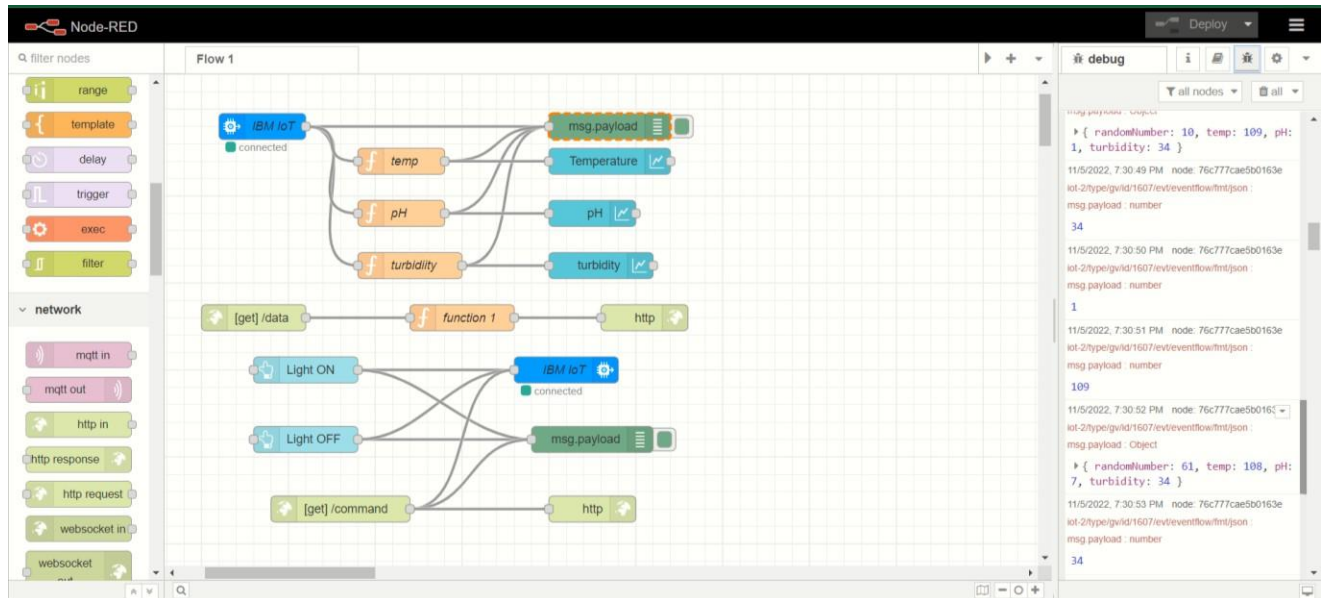 Node-RED
Deploy
filter nodes
range
template
delay
trigger
exec
filter
network
mqtt in
mqtt out
http in
http response
http request
websocket in
websocket
Flow 1
IBM IoT
connected
temp
pH
turbidiity
msg.payload
Temperature
pH
turbidity
[get] /data
function 1
http
Light ON
Light OFF
[get] /command
IBM IoT
connected
msg.payload
http
debug
i
all nodes
all
msg.payload : Object
{ randomNumber: 10, temp: 109, pH:
1, turbidity: 34 }
11/5/2022, 7:30:49 PM node: 76c777cae5b0163e
iot-2/type/gv/id/1607/evt/eventflow/fmt/json :
msg.payload : number
34
11/5/2022, 7:30:50 PM node: 76c777cae5b0163e
iot-2/type/gv/id/1607/evt/eventflow/fmt/json :
msg.payload : number
1
11/5/2022, 7:30:51 PM node: 76c777cae5b0163e
iot-2/type/gv/id/1607/evt/eventflow/fmt/json :
msg.payload : number
109
11/5/2022, 7:30:52 PM node: 76c777cae5b0163
iot-2/type/gv/id/1607/evt/eventflow/fmt/json :
msg.payload : Object
{ randomNumber: 61, temp: 108, pH:
7, turbidity: 34 }
11/5/2022, 7:30:53 PM node: 76c777cae5b0163e
iot-2/type/gv/id/1607/evt/eventflow/fmt/json :
msg.payload : number
34